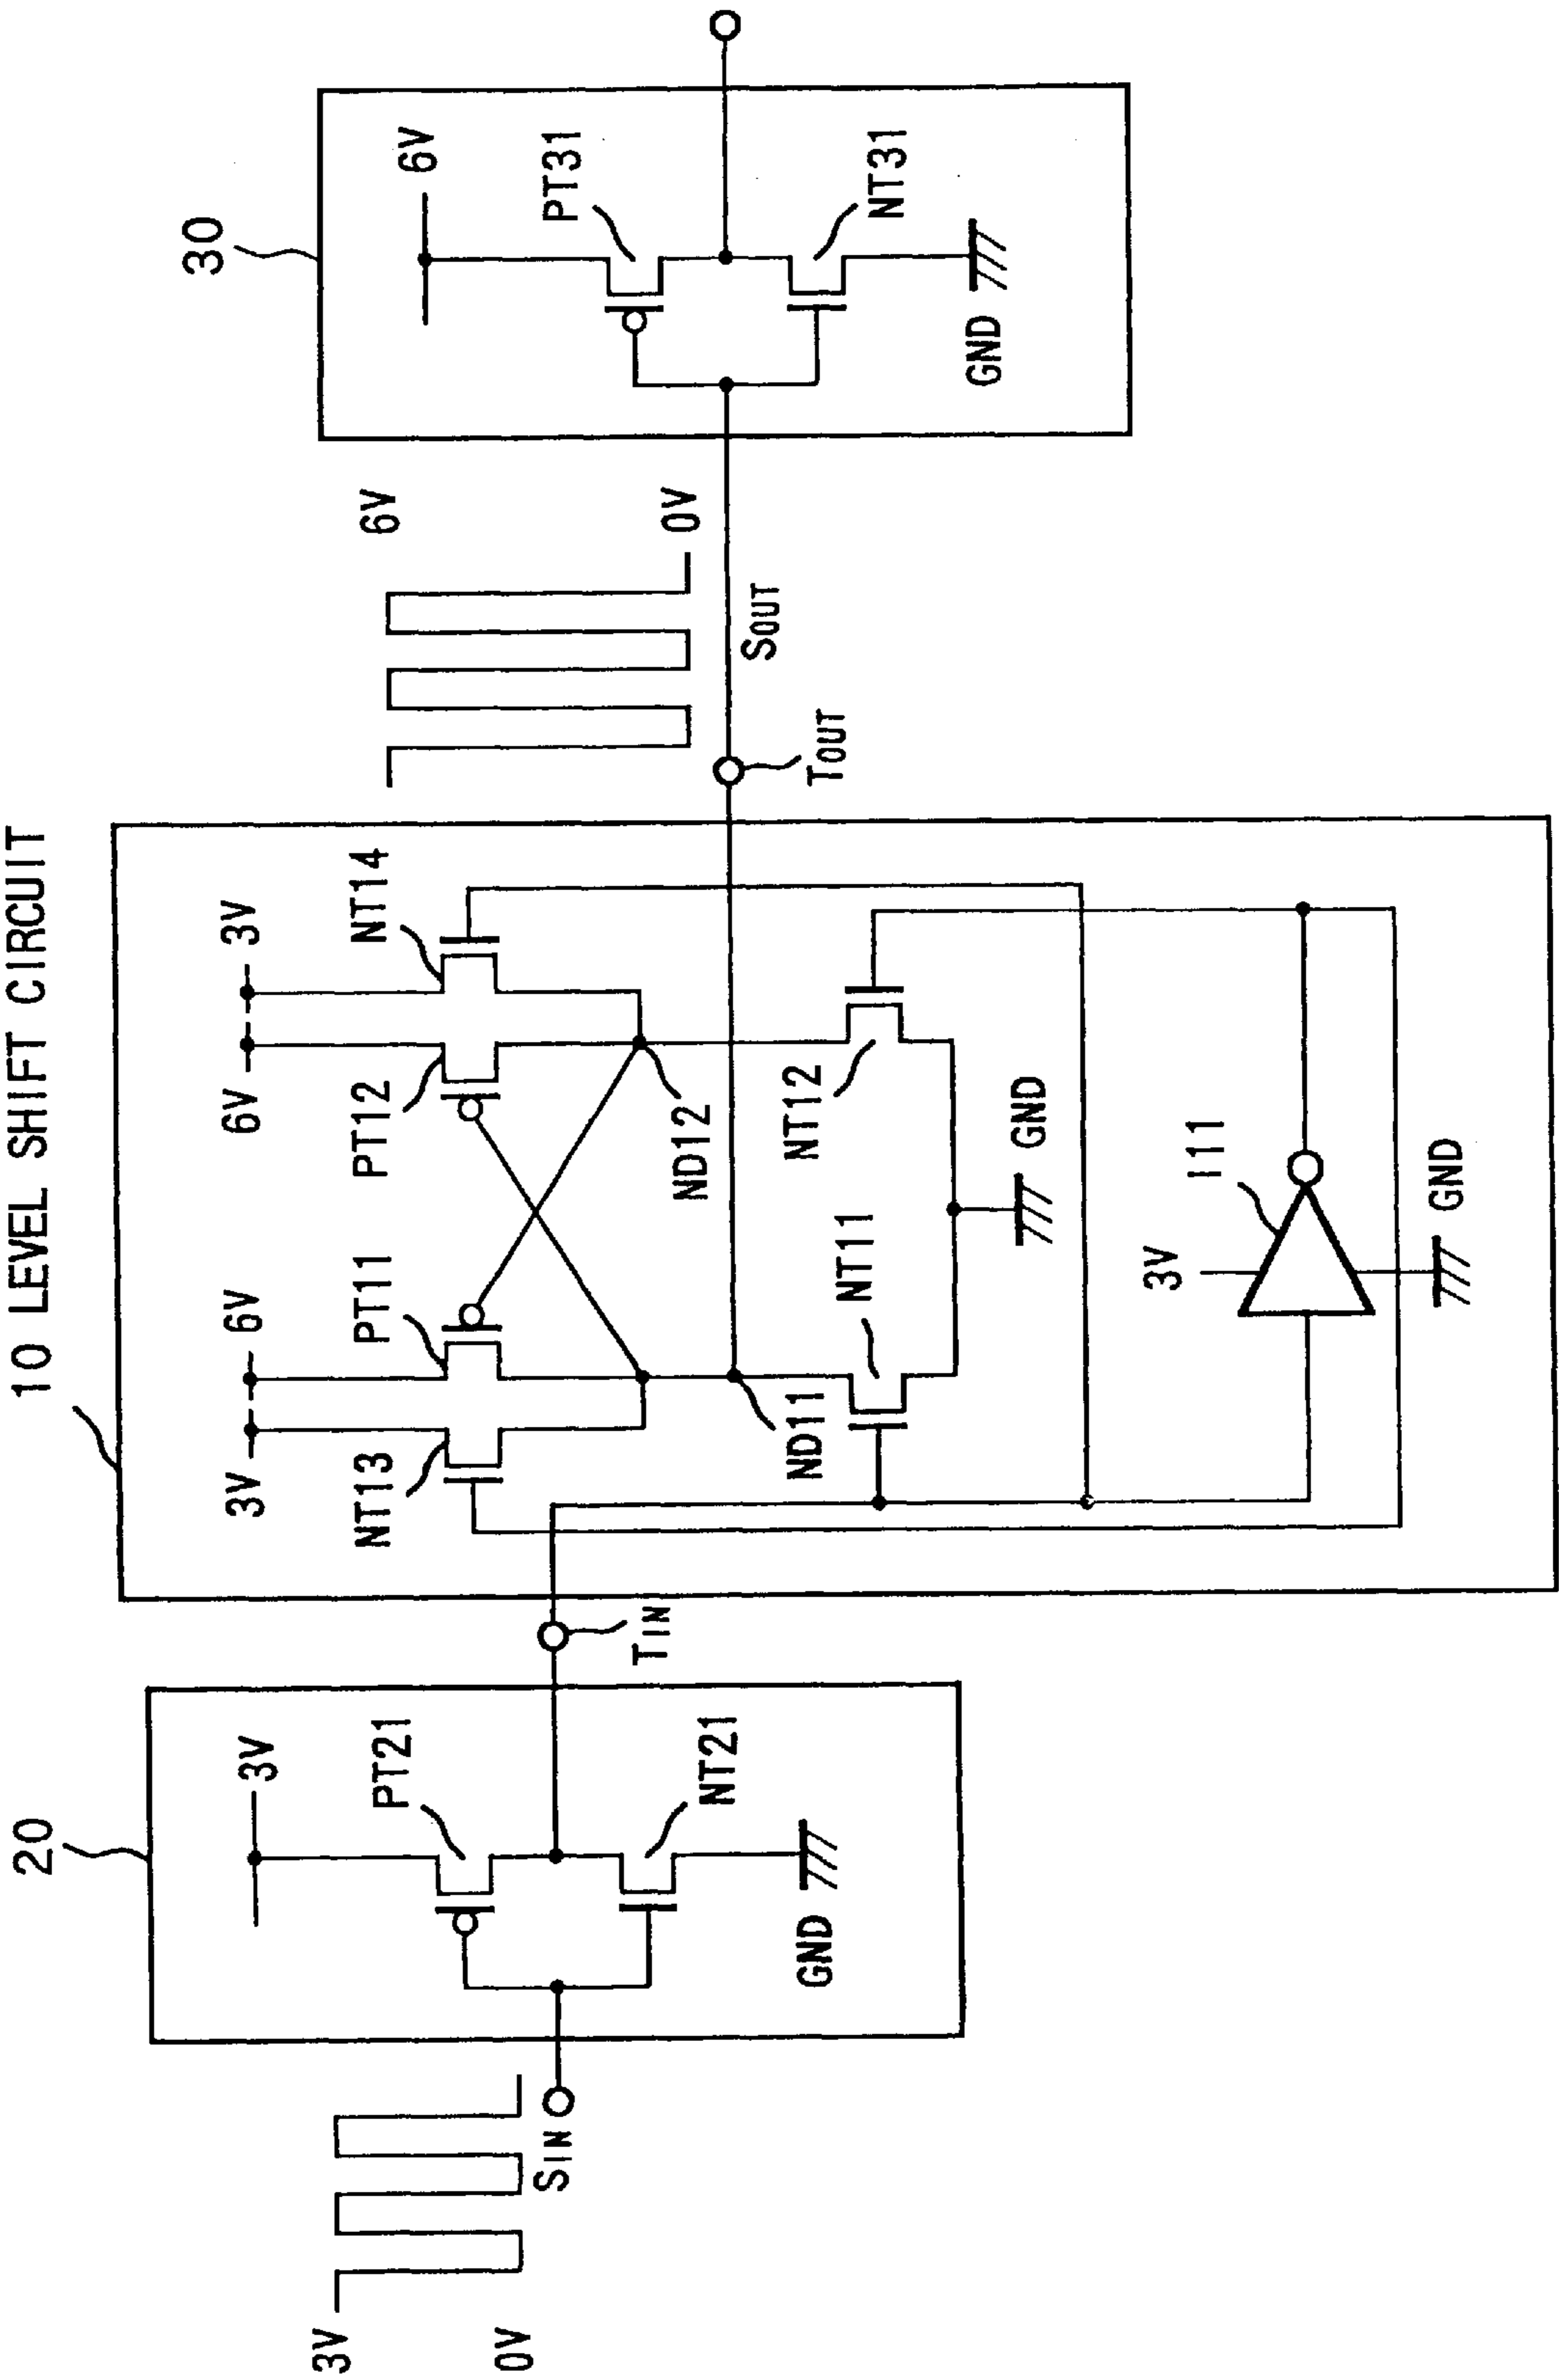 10 LEVEL SHIFT CIRCUIT
20
3V
PT21
NT21
GND
3V
0V
SIN
TIN
3V
6V
6V
3V
NT13
PT11
PT12
NT14
ND11
ND12
NT11
NT12
GND
3V
I11
GND
TOUT
SOUT
6V
0V
30
6V
PT31
NT31
GND